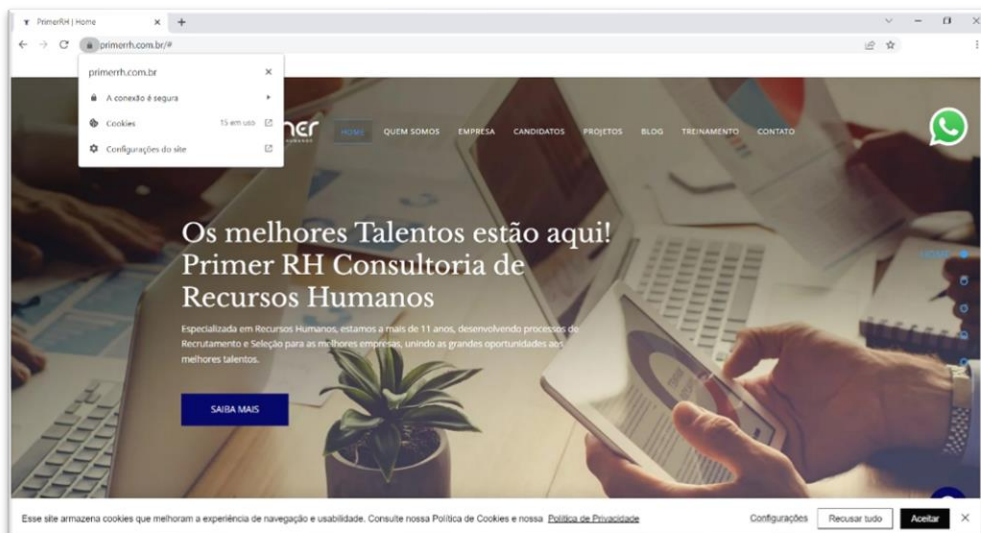 PrimerRH | Home
primerrh.com.br/#
primerrh.com.br
A conexão é segura
Cookies 15 em uso
Configurações do site
HOME QUEM SOMOS EMPRESA CANDIDATOS PROJETOS BLOG TREINAMENTO CONTATO
Os melhores Talentos estão aqui!
Primer RH Consultoria de
Recursos Humanos
Especializada em Recursos Humanos, estamos a mais de 11 anos, desenvolvendo processos de
Recrutamento e Seleção para as melhores empresas, unindo as grandes oportunidades aos
melhores talentos.
HOME
SAIBA MAIS
Esse site armazena cookies que melhoram a experiência de navegação e usabilidade. Consulte nossa Política de Cookies e nossa Política de Privacidade
Configurações Recusar tudo Aceitar